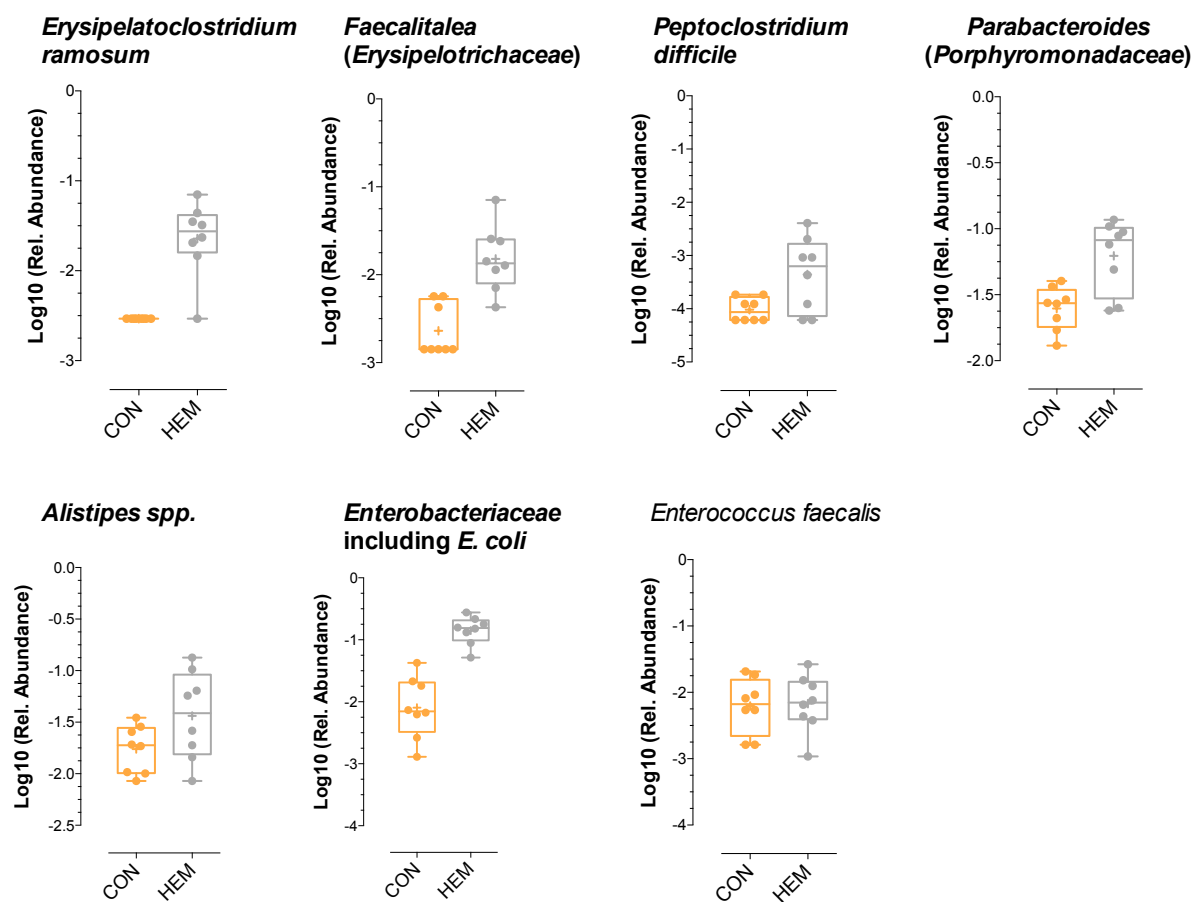 Erysipelatoclostridium
ramosum
Log10 (Rel. Abundance)
0
-1
-2
-3
CON
HEM
Faecalitalea
(Erysipelotrichaceae)
Log10 (Rel. Abundance)
0
-1
-2
-3
CON
HEM
Peptoclostridium
difficile
Log10 (Rel. Abundance)
0
-1
-2
-3
-4
-5
CON
HEM
Parabacteroides
(Porphyromonadaceae)
Log10 (Rel. Abundance)
0.0
-0.5
-1.0
-1.5
-2.0
CON
HEM
Alistipes spp.
Log10 (Rel. Abundance)
0.0
-0.5
-1.0
-1.5
-2.0
-2.5
CON
HEM
Enterobacteriaceae
including E. coli
Log10 (Rel. Abundance)
0
-1
-2
-3
-4
CON
HEM
Enterococcus faecalis
Log10 (Rel. Abundance)
0
-1
-2
-3
-4
CON
HEM